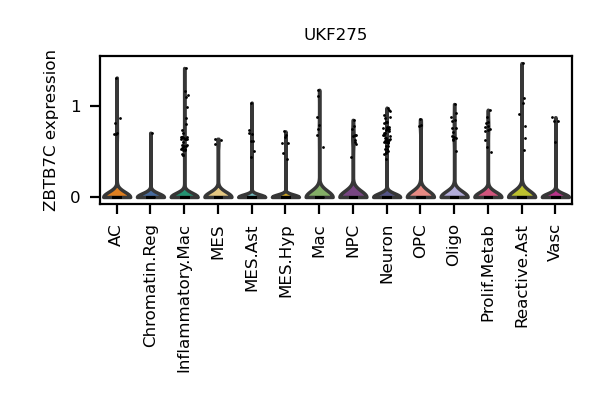 UKF275
ZBTB7C expression
1
0
AC
Chromatin.Reg
Inflammatory.Mac
MES
MES.Ast
MES.Hyp
Mac
NPC
Neuron
OPC
Oligo
Prolif.Metab
Reactive.Ast
Vasc